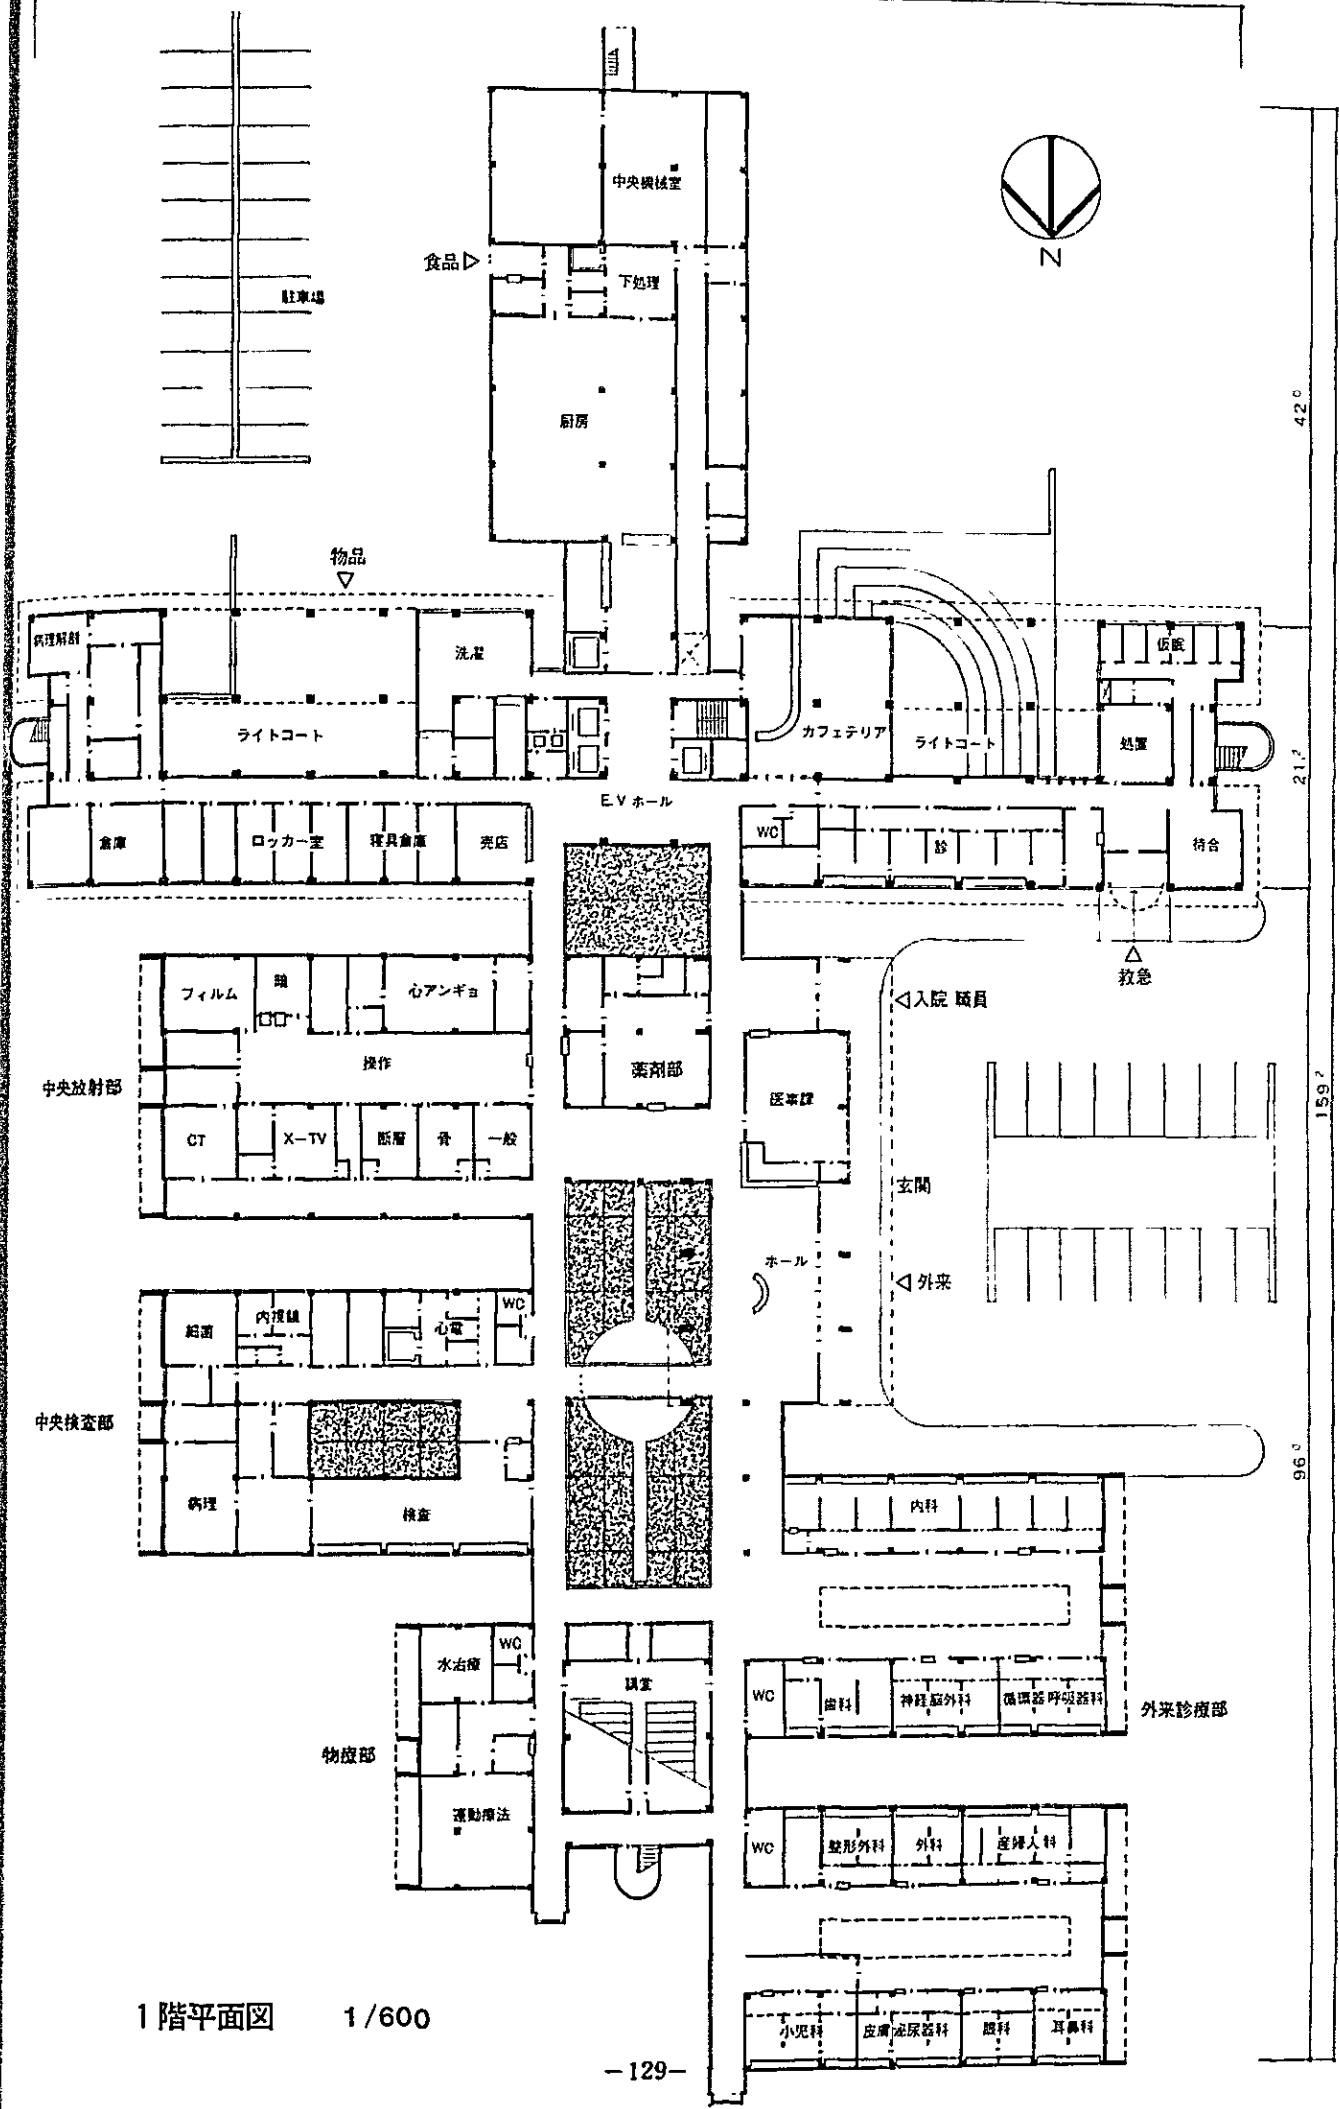 中央機械室
N
食品
下処理
駐車場
42⁰
厨房
物品
病理解剖
洗濯
仮眠
ライトコート
カフェテリア
ライトコート
処置
21.²
E.V ホール
倉庫
ロッカー室
寝具倉庫
売店
WC
診
待合
救急
フィルム
頭
心アンギョ
入院 職員
操作
薬剤部
中央放射部
医事課
159.²
CT
X-TV
断層
骨
一般
玄関
ホール
外来
細菌
内視鏡
心電
WC
中央検査部
96⁰
病理
検査
内科
水治療
WC
講堂
WC
歯科
神経脳外科
循環器 呼吸器科
外来診療部
物療部
運動療法
WC
整形外科
外科
産婦人科
小児科
皮膚 泌尿器科
眼科
耳鼻科
1階平面図 1/600
-129-